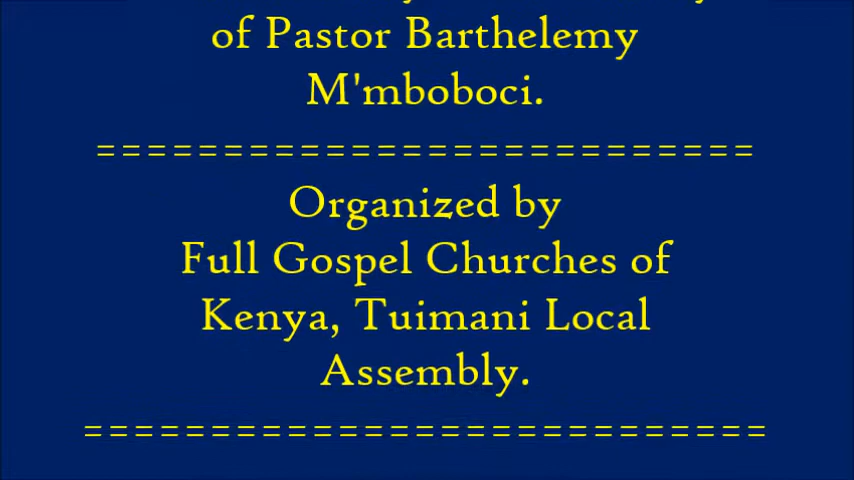 of Pastor Barthelemy
M'mboboci.
===========================
Organized by
Full Gospel Churches of
Kenya, Tuimani Local
Assembly.
============================